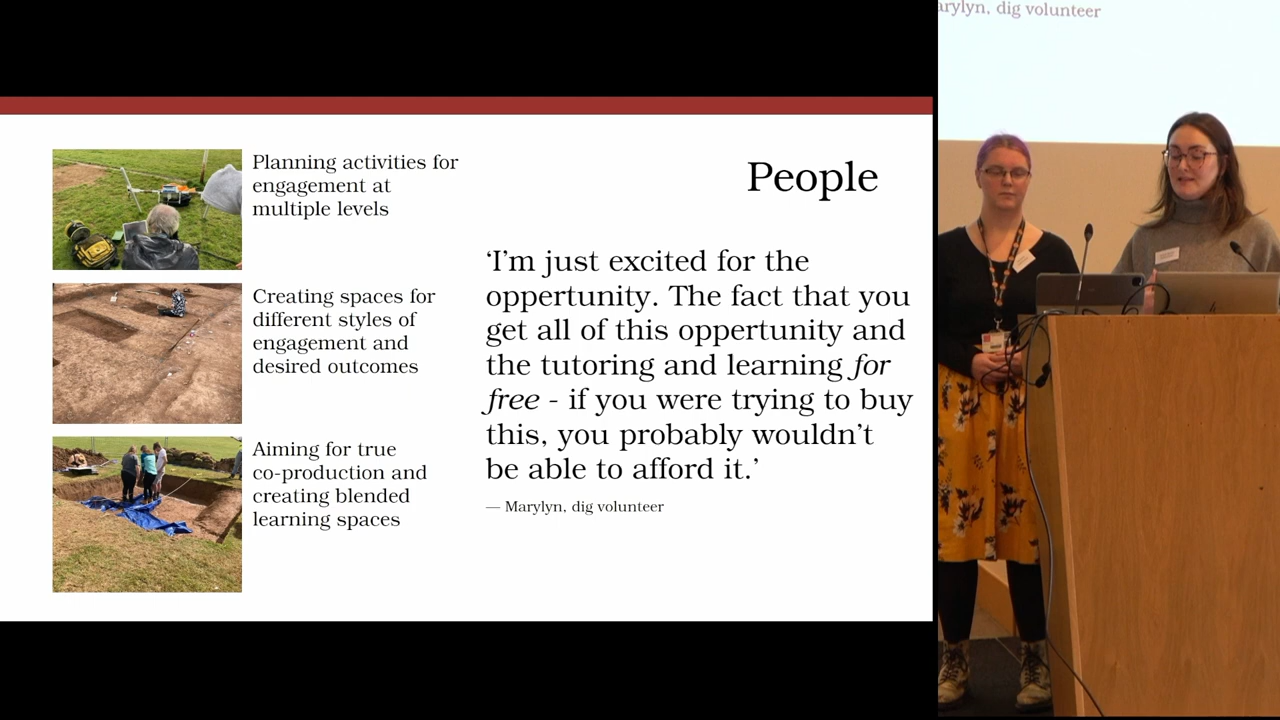 Planning activities for
engagement at
multiple levels
Creating spaces for
different styles of
engagement and
desired outcomes
Aiming for true
co-production and
creating blended
learning spaces
People
‘I’m just excited for the
oppertunity. The fact that you
get all of this oppertunity and
the tutoring and learning for
free - if you were trying to buy
this, you probably wouldn’t
be able to afford it.’
— Marylyn, dig volunteer
arylyn, dig volunteer